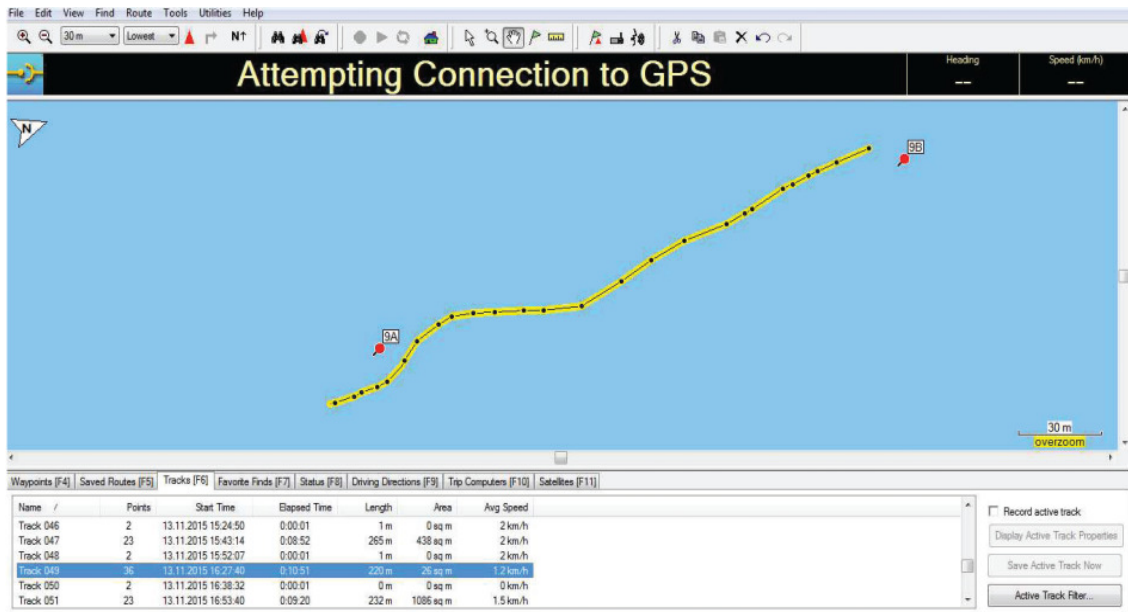 File Edit View Find Route Tools Utilities Help
30 m Lowest N↑
Attempting Connection to GPS
Heading
--
Speed (km/h)
--
N
9B
9A
30 m
overzoom
Waypoints [F4] Saved Routes [F5] Tracks [F6] Favorite Finds [F7] Status [F8] Driving Directions [F9] Trip Computers [F10] Satellites [F11]
Name / Points Start Time Elapsed Time Length Area Avg Speed
Track 046 2 13.11.2015 15:24:50 0:00:01 1 m 0 sq m 2 km/h
Track 047 23 13.11.2015 15:43:14 0:08:52 265 m 438 sq m 2 km/h
Track 048 2 13.11.2015 15:52:07 0:00:01 1 m 0 sq m 2 km/h
Track 049 36 13.11.2015 16:27:40 0:10:51 220 m 26 sq m 1.2 km/h
Track 050 2 13.11.2015 16:38:32 0:00:01 0 m 0 sq m 0 km/h
Track 051 23 13.11.2015 16:53:40 0:09:20 232 m 1086 sq m 1.5 km/h
Record active track
Display Active Track Properties
Save Active Track Now
Active Track Filter...